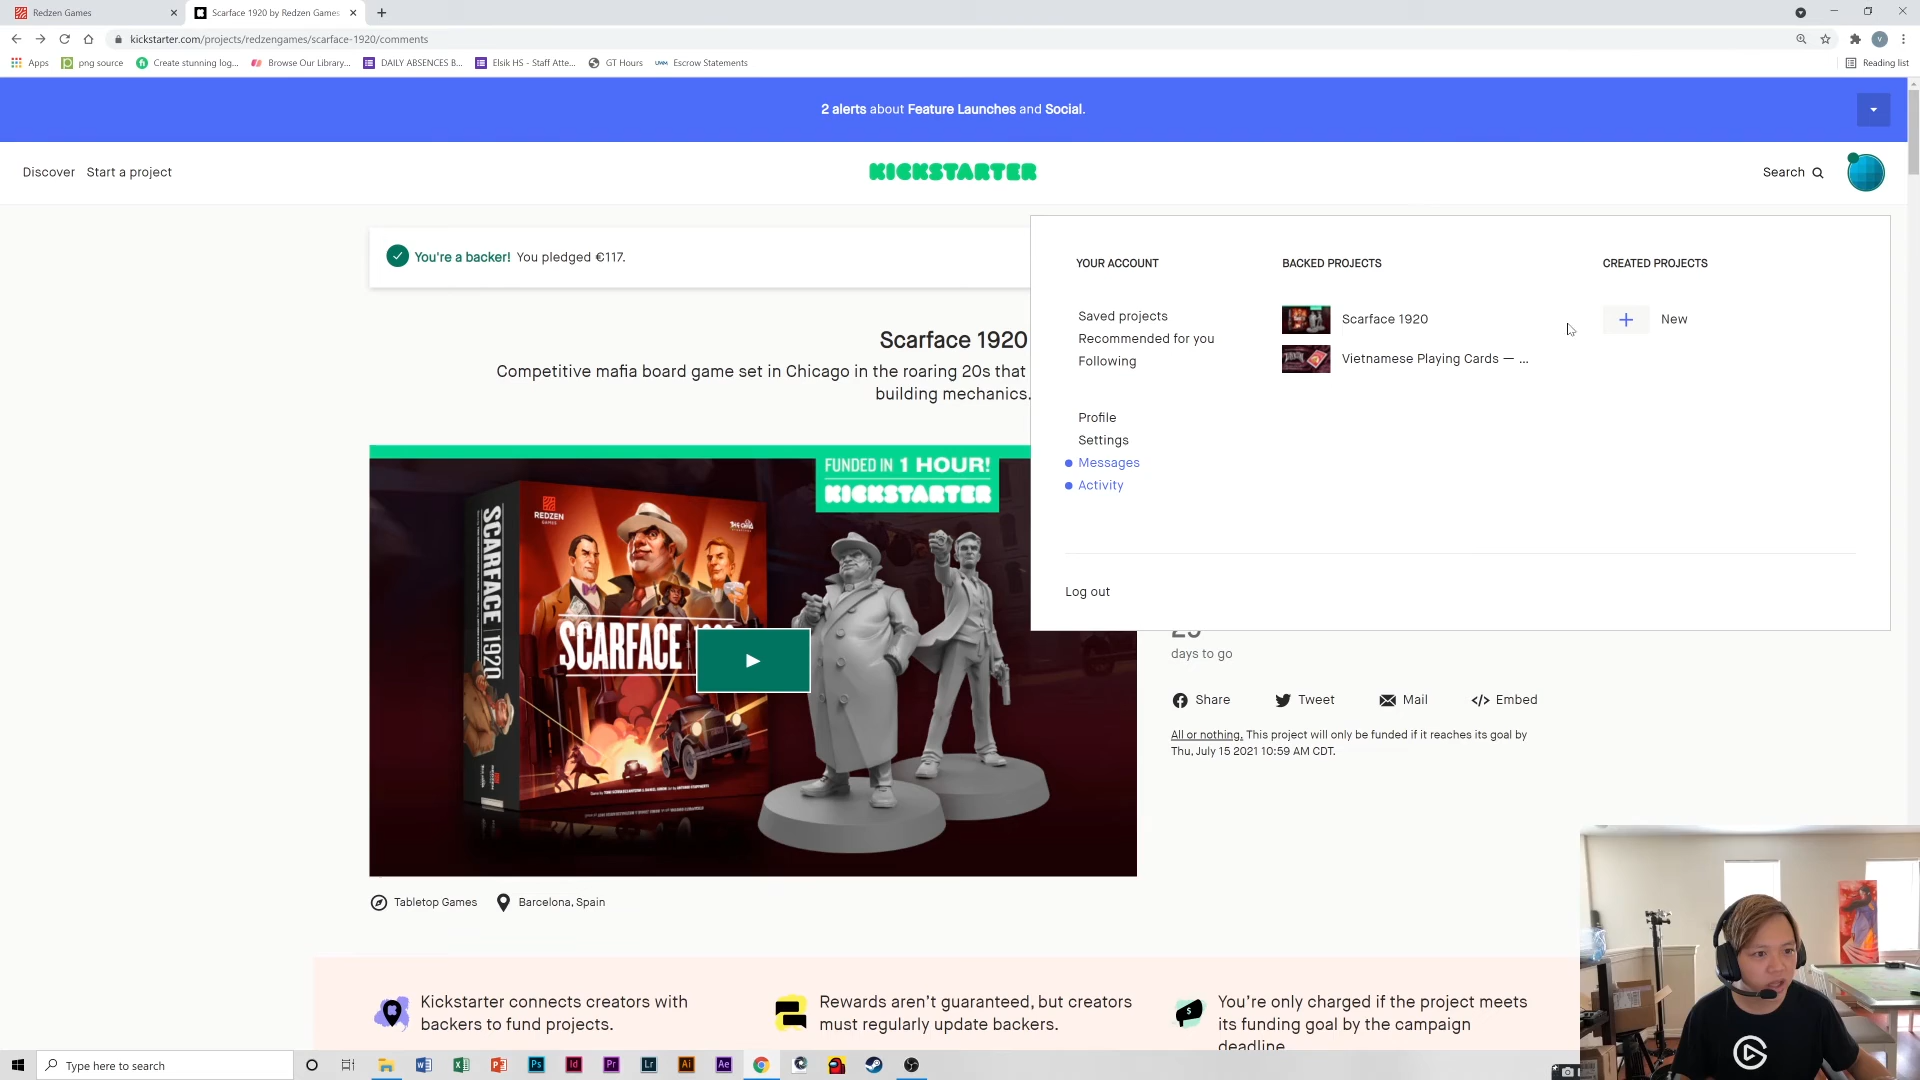 Redzen Games
Scarface 1920 by Redzen Games
kickstarter.com/projects/redzengames/scarface-1920/comments
Apps
png source
Create stunning log...
Browse Our Library...
DAILY ABSENCES B...
Elsik HS - Staff Atte...
GT Hours
UWM
Escrow Statements
Reading list
2 alerts about Feature Launches and Social.
Discover
Start a project
KICKSTARTER
Search
You're a backer! You pledged €117.
YOUR ACCOUNT
Saved projects
Recommended for you
Following
Profile
Settings
Messages
Activity
BACKED PROJECTS
Scarface 1920
Vietnamese Playing Cards — ...
CREATED PROJECTS
New
Log out
Scarface 1920
Competitive mafia board game set in Chicago in the roaring 20s that
building mechanics.
FUNDED IN 1 HOUR!
KICKSTARTER
REDZEN
GAMES
SCARFACE
SCARFACE | 1920
days to go
Share
Tweet
Mail
Embed
All or nothing. This project will only be funded if it reaches its goal by
Thu, July 15 2021 10:59 AM CDT.
Tabletop Games
Barcelona, Spain
Kickstarter connects creators with
backers to fund projects.
Rewards aren't guaranteed, but creators
must regularly update backers.
You're only charged if the project meets
its funding goal by the campaign
deadline.
Type here to search